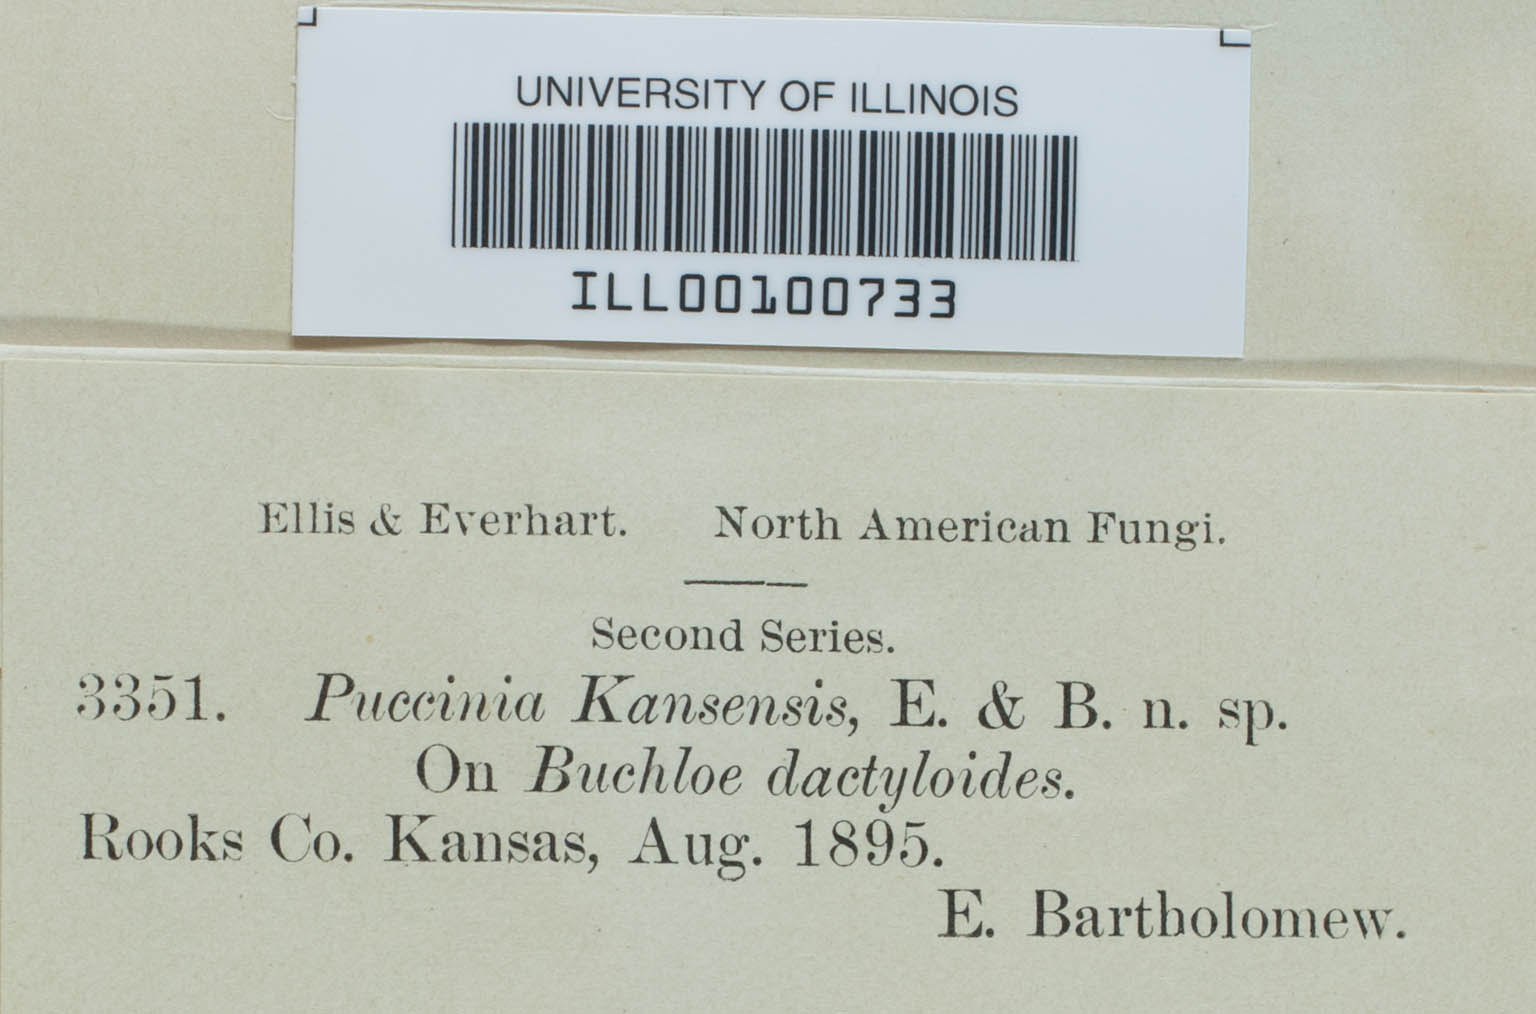 UNIVERSITY OF ILLINOIS
ILL00100733
Ellis & Everhart. North American Fungi.
Second Series.
3351. Puccinia Kansensis, E. & B. n. sp.
On Buchloe dactyloides.
Rooks Co. Kansas, Aug. 1895.
E. Bartholomew.